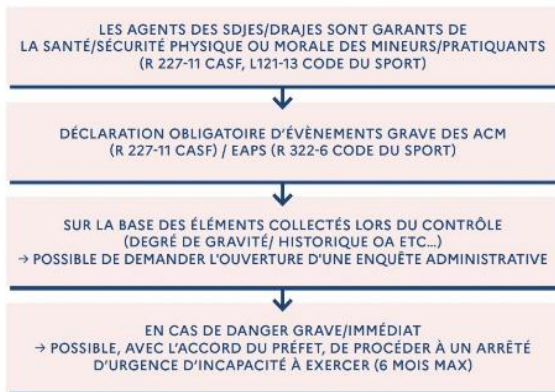 LES AGENTS DES SDJES/DRAJES SONT GARANTS DE
LA SANTÉ/SÉCURITÉ PHYSIQUE OU MORALE DES MINEURS/PRATIQUANTS
(R 227-11 CASF, L121-13 CODE DU SPORT)
DÉCLARATION OBLIGATOIRE D'ÉVÈNEMENTS GRAVE DES ACM
(R 227-11 CASF) / EAPS (R 322-6 CODE DU SPORT)
SUR LA BASE DES ÉLÉMENTS COLLECTÉS LORS DU CONTRÔLE
(DEGRÉ DE GRAVITÉ/ HISTORIQUE OA ETC...)
→ POSSIBLE DE DEMANDER L'OUVERTURE D'UNE ENQUÊTE ADMINISTRATIVE
EN CAS DE DANGER GRAVE/IMMÉDIAT
→ POSSIBLE, AVEC L'ACCORD DU PRÉFET, DE PROCÉDER À UN ARRÊTÉ
D'URGENCE D'INCAPACITÉ À EXERCER (6 MOIS MAX)